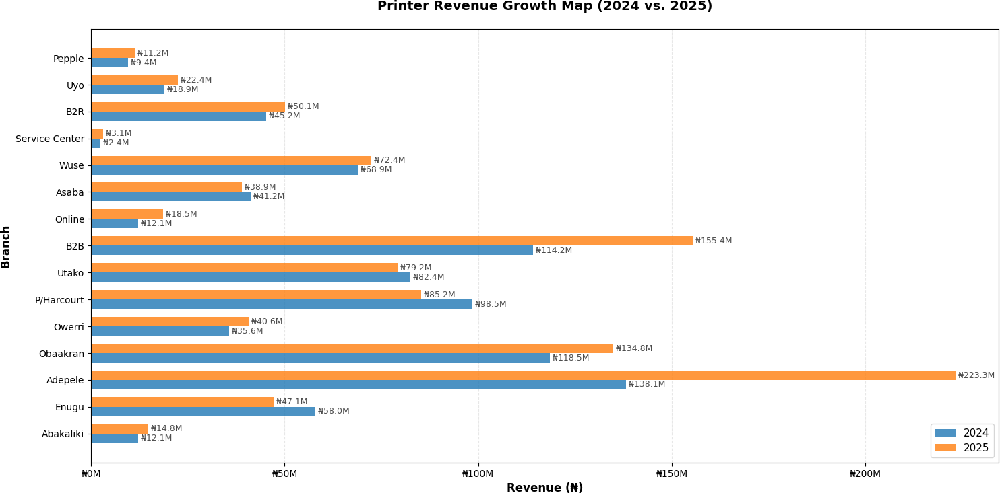 Printer Revenue Growth Map (2024 vs. 2025)
Branch
Pepple
₦11.2M
₦9.4M
Uyo
₦22.4M
₦18.9M
B2R
₦50.1M
₦45.2M
Service Center
₦3.1M
₦2.4M
Wuse
₦72.4M
₦68.9M
Asaba
₦38.9M
₦41.2M
Online
₦18.5M
₦12.1M
B2B
₦155.4M
₦114.2M
Utako
₦79.2M
₦82.4M
P/Harcourt
₦85.2M
₦98.5M
Owerri
₦40.6M
₦35.6M
Obaakran
₦134.8M
₦118.5M
Adepele
₦223.3M
₦138.1M
Enugu
₦47.1M
₦58.0M
Abakaliki
₦14.8M
₦12.1M
2024
2025
₦0M ₦50M ₦100M ₦150M ₦200M
Revenue (₦)